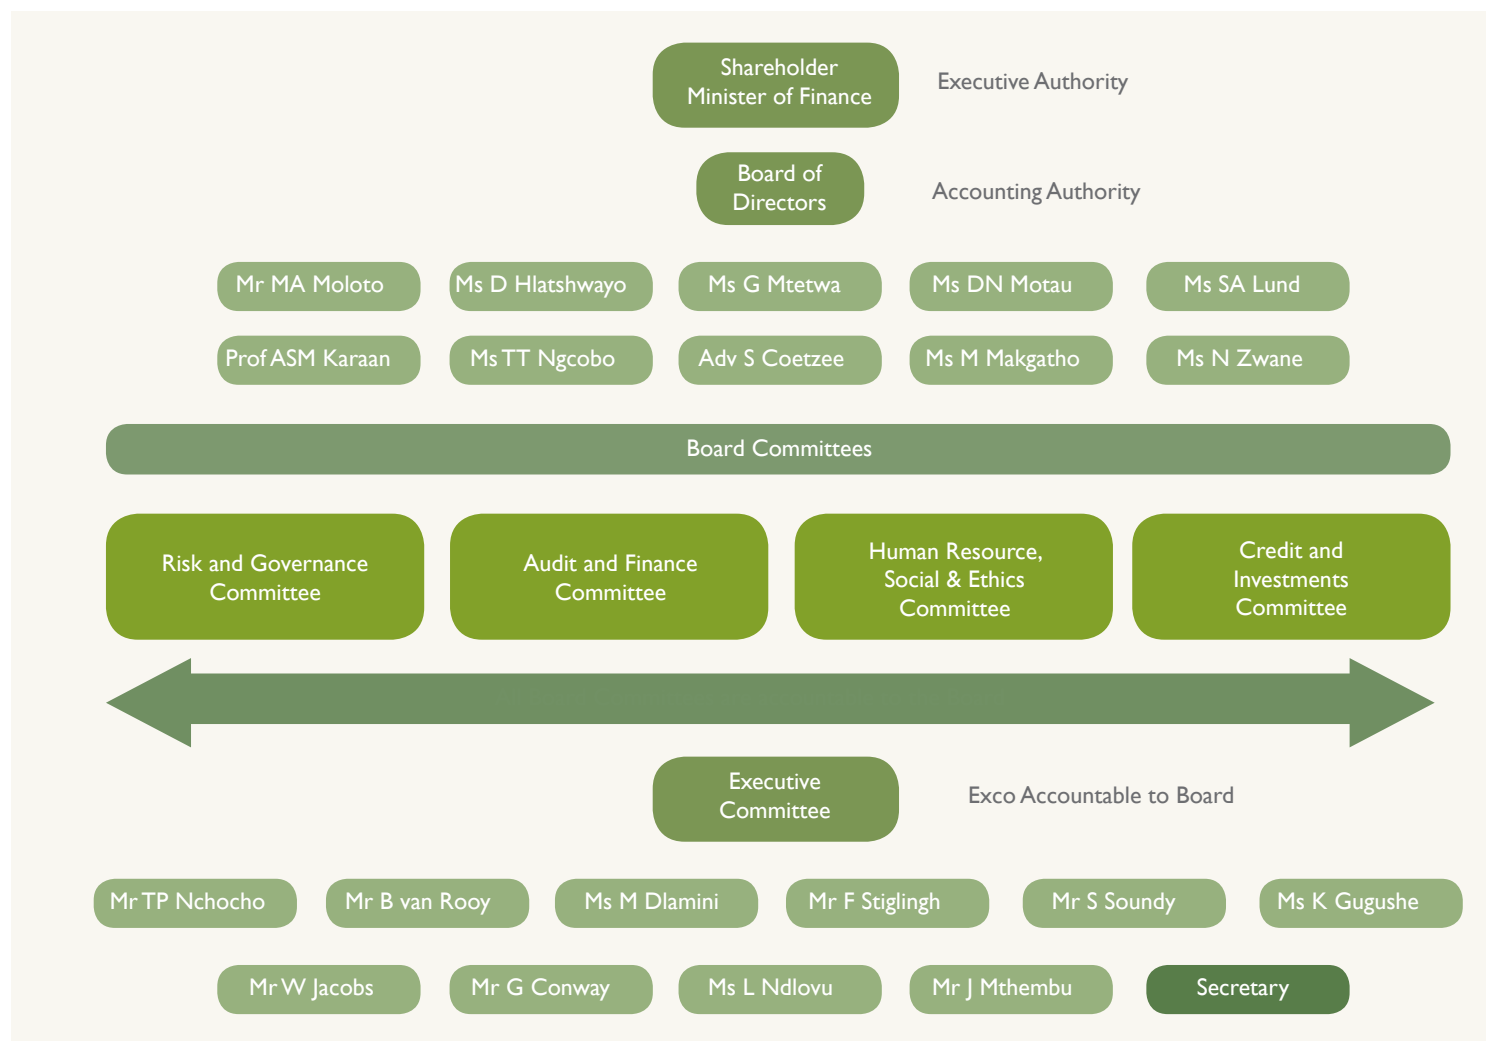 Shareholder
Minister of Finance
Executive Authority
Board of
Directors
Accounting Authority
Mr MA Moloto
Ms D Hlatshwayo
Ms G Mtetwa
Ms DN Motau
Ms SA Lund
Prof ASM Karaan
Ms TT Ngcobo
Adv S Coetzee
Ms M Makgatho
Ms N Zwane
Board Committees
Risk and Governance
Committee
Audit and Finance
Committee
Human Resource,
Social & Ethics
Committee
Credit and
Investments
Committee
Executive
Committee
Exco Accountable to Board
Mr TP Nchocho
Mr B van Rooy
Ms M Dlamini
Mr F Stiglingh
Mr S Soundy
Ms K Gugushe
Mr W Jacobs
Mr G Conway
Ms L Ndlovu
Mr J Mthembu
Secretary